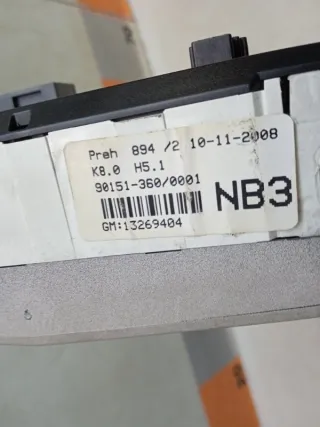 Preh 894 /2 10-11-2008
K8.0 H5.1
90151-360/0001
NB3
GM:13269404